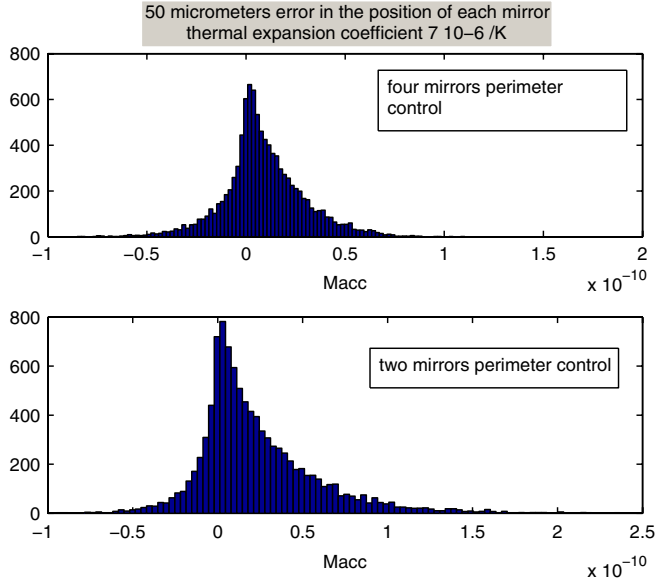 50 micrometers error in the position of each mirror
thermal expansion coefficient 7 10−6 /K
800
600
400
200
0
four mirrors perimeter
control
−1 −0.5 0 0.5 1 1.5 2
Macc
x 10⁻¹⁰
800
600
400
200
0
two mirrors perimeter control
−1 −0.5 0 0.5 1 1.5 2 2.5
Macc
x 10⁻¹⁰